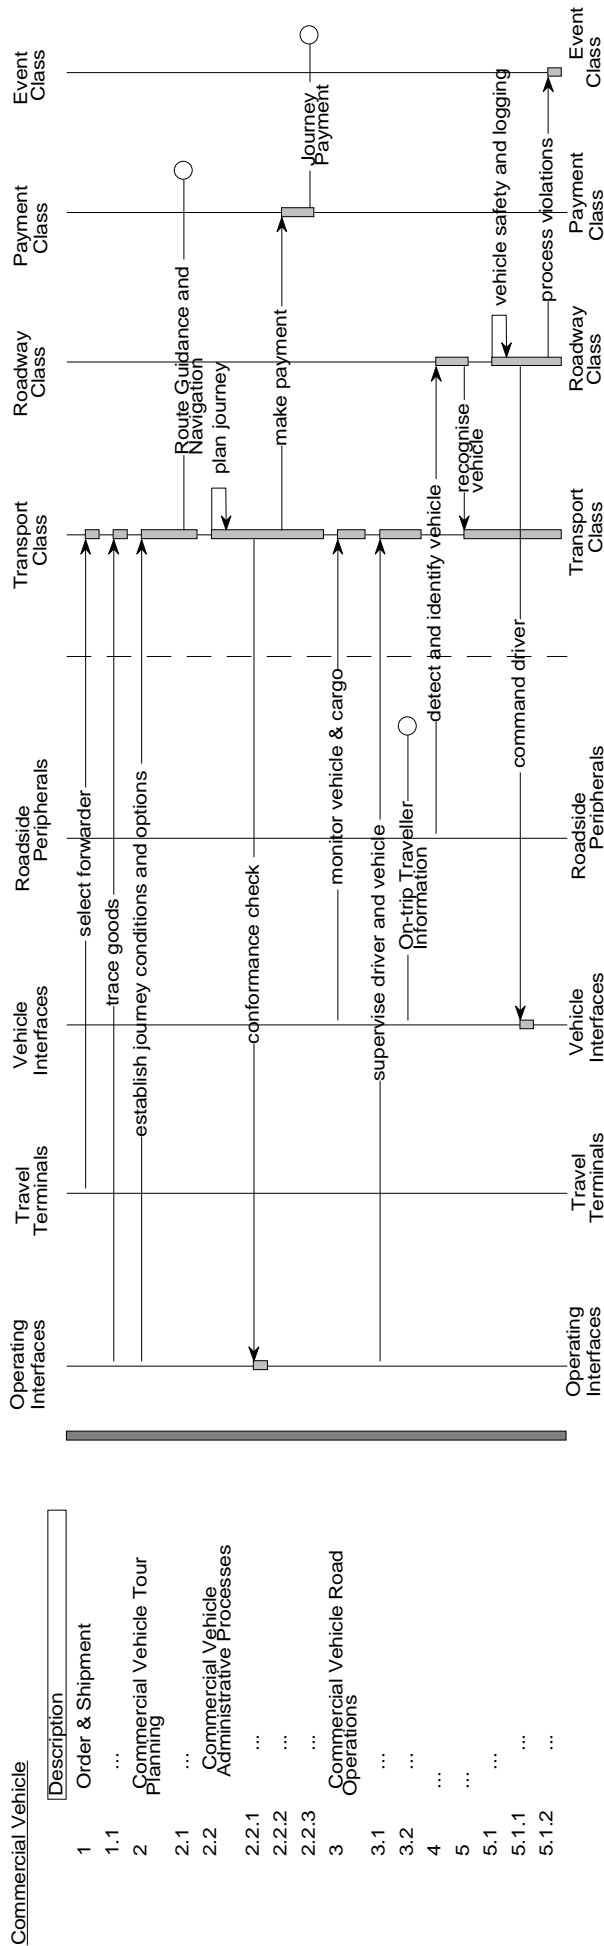 Commercial Vehicle
Description
1 Order & Shipment
1.1 ...
2 Commercial Vehicle Tour
Planning
2.1 ...
2.2 Commercial Vehicle
Administrative Processes
2.2.1 ...
2.2.2 ...
2.2.3 ...
3 Commercial Vehicle Road
Operations
3.1 ...
3.2 ...
4 ...
5 ...
5.1 ...
5.1.1 ...
5.1.2 ...
Operating
Interfaces
Travel
Terminals
Vehicle
Interfaces
Roadside
Peripherals
Transport
Class
Roadway
Class
Payment
Class
Event
Class
select forwarder
trace goods
establish journey conditions and options
Route Guidance and
Navigation
plan journey
conformance check
make payment
Journey
Payment
monitor vehicle & cargo
supervise driver and vehicle
On-trip Traveller
Information
detect and identify vehicle
recognise
vehicle
vehicle safety and logging
command driver
process violations
Operating
Interfaces
Travel
Terminals
Vehicle
Interfaces
Roadside
Peripherals
Transport
Class
Roadway
Class
Payment
Class
Event
Class